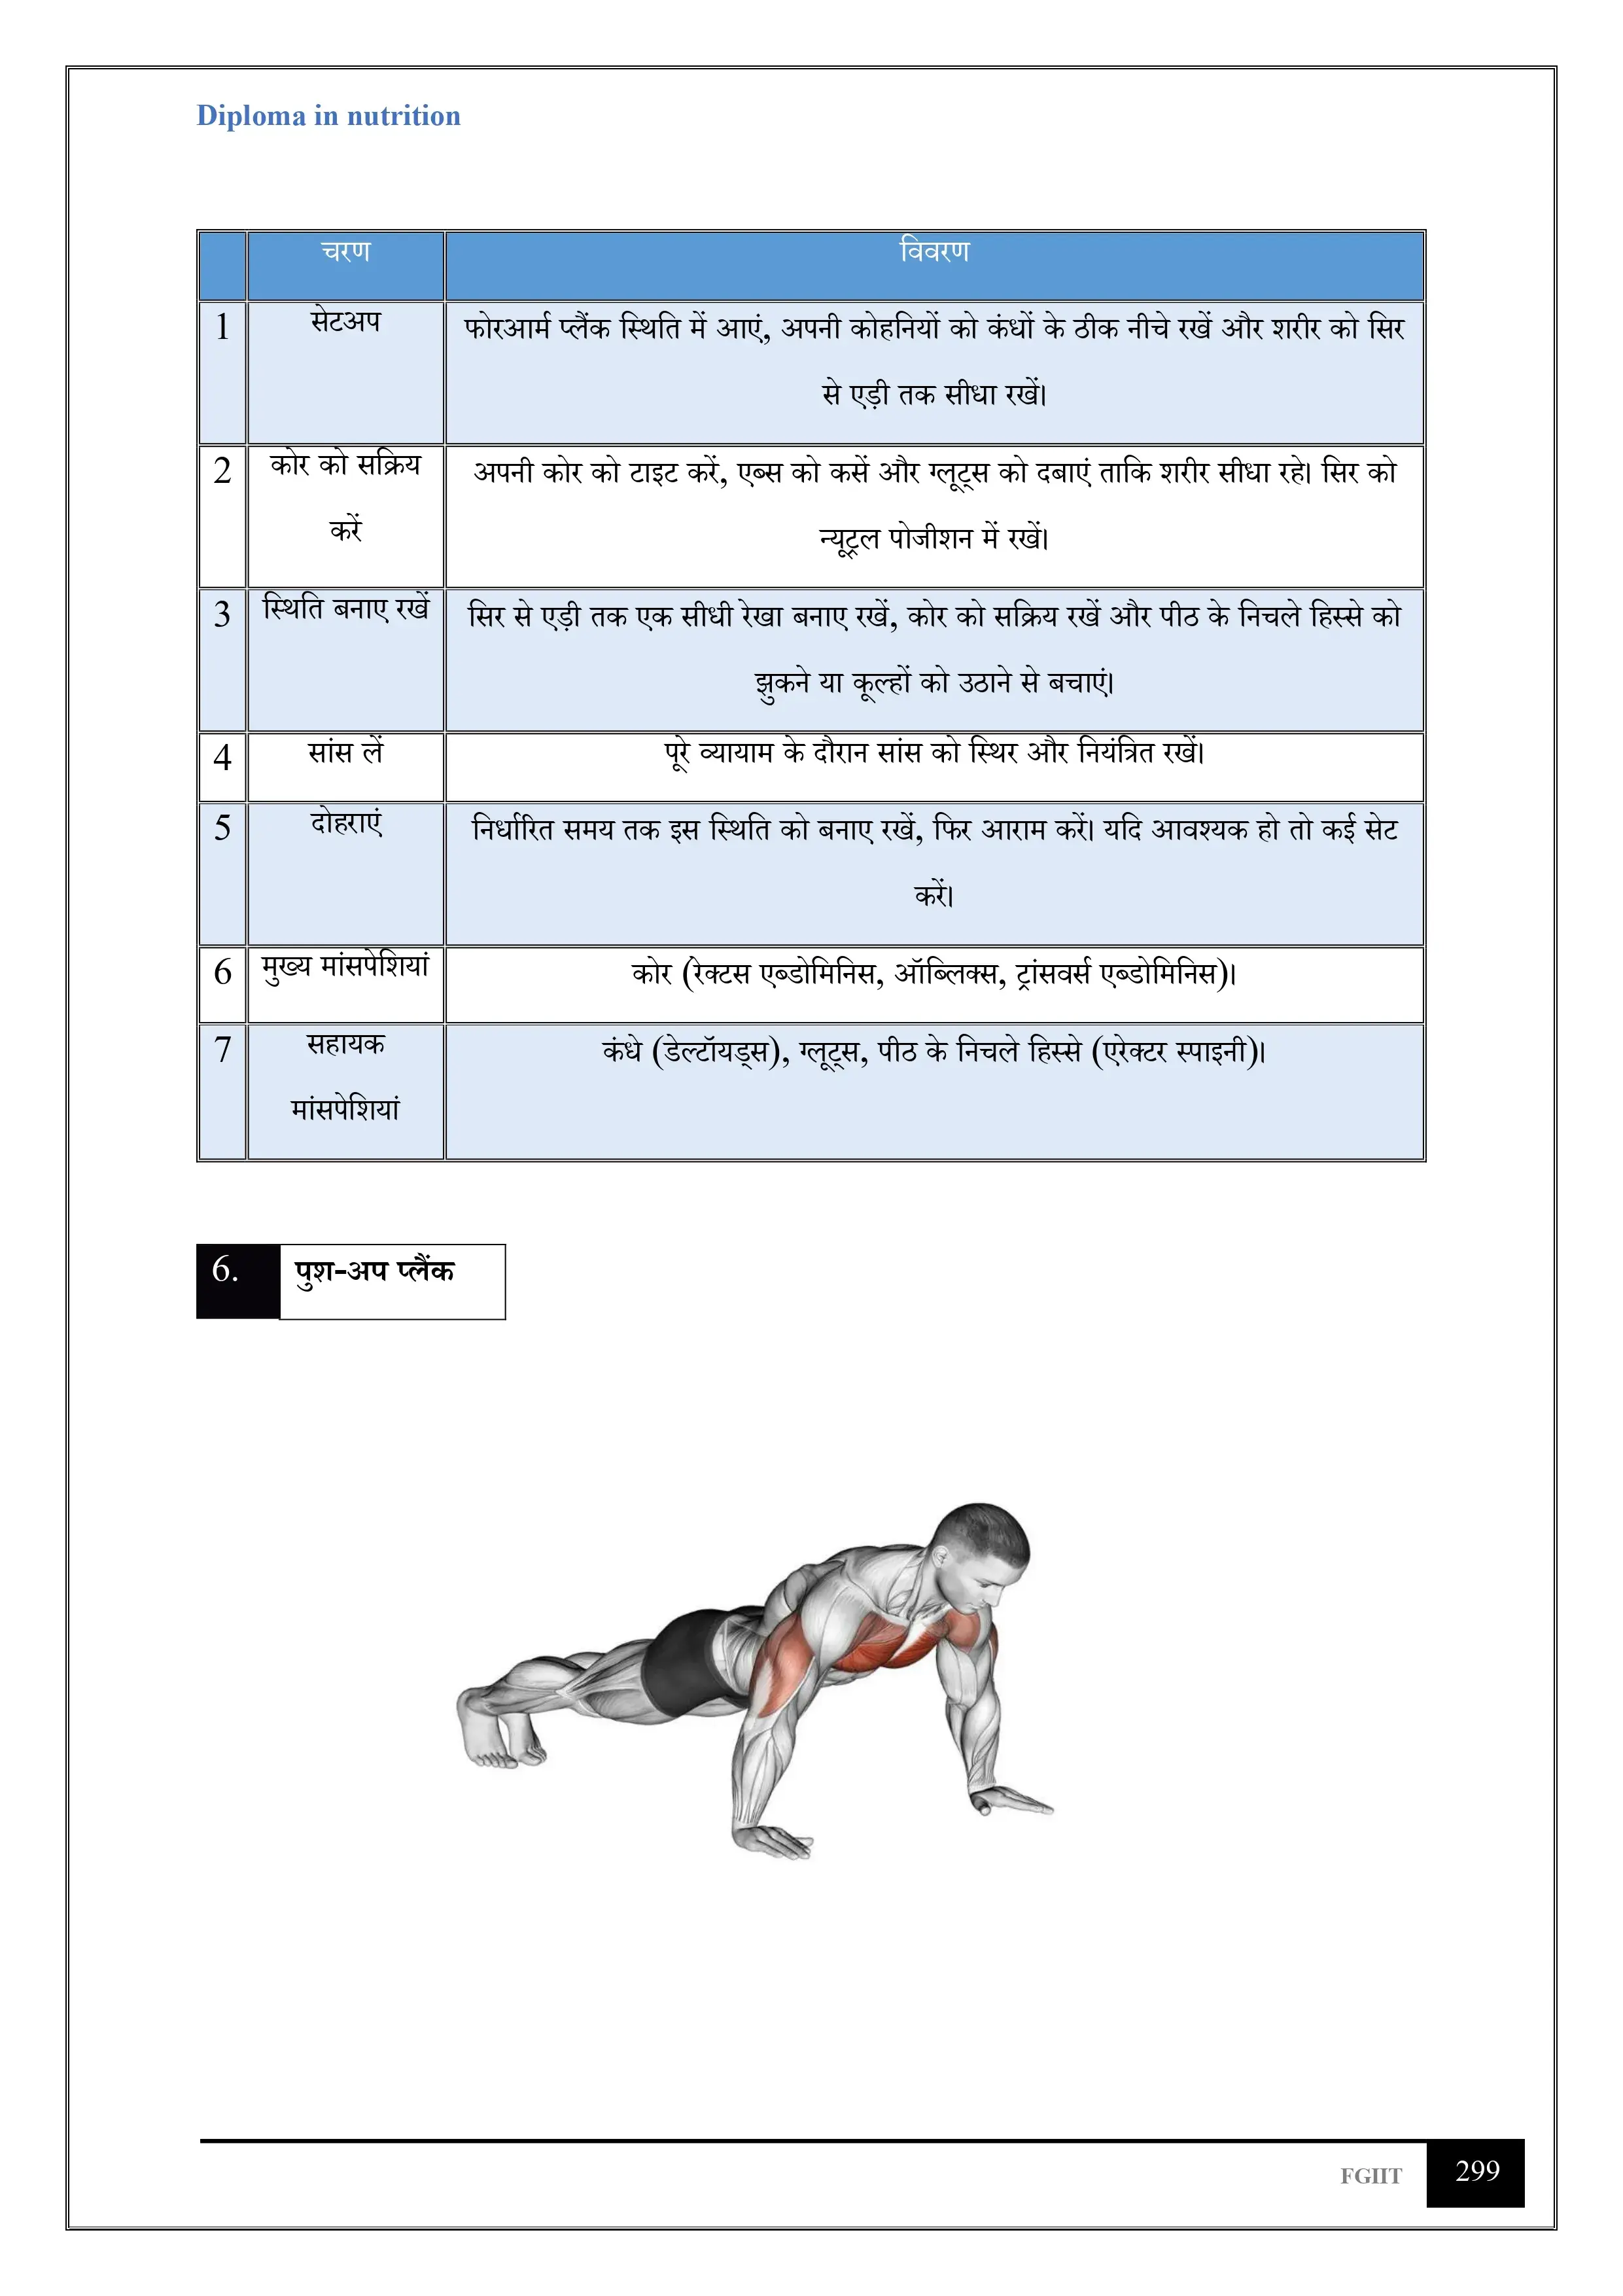 Diploma in nutrition
चरण विवरण
1 सेटअप फोरआर्म प्लैंक स्थिति में आएं, अपनी कोहनियों को कंधों के ठीक नीचे रखें और शरीर को सिर
से एड़ी तक सीधा रखें।
2 कोर को सक्रिय अपनी कोर को टाइट करें, एब्स को कसें और ग्लूट्स को दबाएं ताकि शरीर सीधा रहे। सिर को
करें न्यूट्रल पोजीशन में रखें।
3 स्थिति बनाए रखें सिर से एड़ी तक एक सीधी रेखा बनाए रखें, कोर को सक्रिय रखें और पीठ के निचले हिस्से को
झुकने या कूल्हों को उठाने से बचाएं।
4 सांस लें पूरे व्यायाम के दौरान सांस को स्थिर और नियंत्रित रखें।
5 दोहराएं निर्धारित समय तक इस स्थिति को बनाए रखें, फिर आराम करें। यदि आवश्यक हो तो कई सेट
करें।
6 मुख्य मांसपेशियां कोर (रेक्टस एब्डोमिनिस, ऑब्लिक्स, ट्रांसवर्स एब्डोमिनिस)।
7 सहायक कंधे (डेल्टॉयड्स), ग्लूट्स, पीठ के निचले हिस्से (एरेक्टर स्पाइनी)।
मांसपेशियां
6. पुश-अप प्लैंक
FGIIT 299